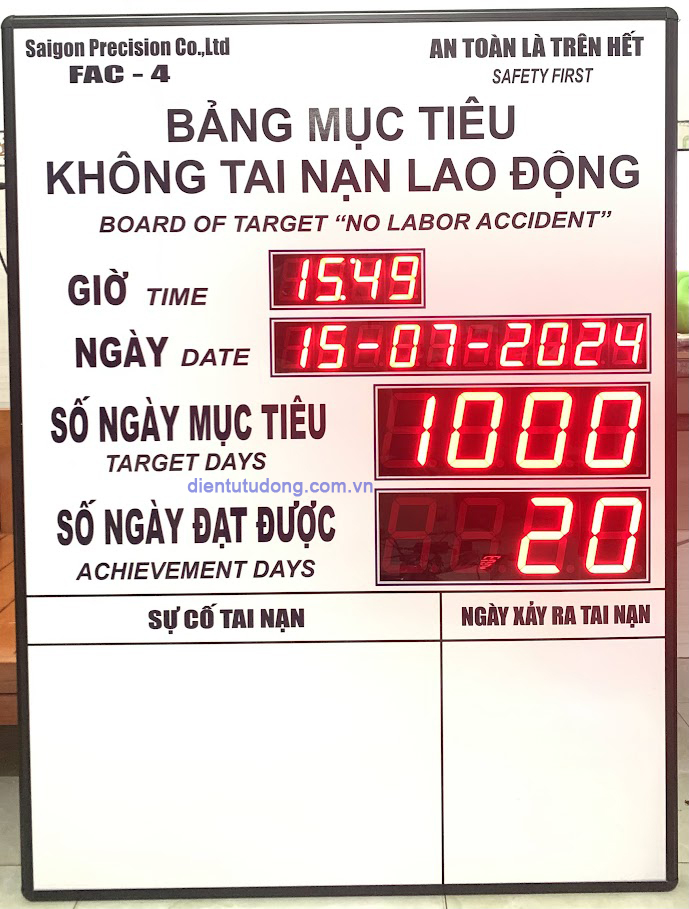 Saigon Precision Co.,Ltd
FAC - 4
AN TOÀN LÀ TRÊN HẾT
SAFETY FIRST
BẢNG MỤC TIÊU
KHÔNG TAI NẠN LAO ĐỘNG
BOARD OF TARGET “NO LABOR ACCIDENT”
GIỜ TIME 15:49
NGÀY DATE 15-07-2024
SỐ NGÀY MỤC TIÊU 1000
TARGET DAYS
dientutudong.com.vn
SỐ NGÀY ĐẠT ĐƯỢC 20
ACHIEVEMENT DAYS
SỰ CỐ TAI NẠN
NGÀY XẢY RA TAI NẠN